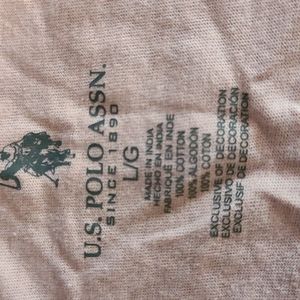 U.S. POLO ASSN.
SINCE 1890
L/G
MADE IN INDIA
HECHO EN INDIA
FABRIQUÉ EN INDE
100% COTTON
100% ALGODON
100% COTON
EXCLUSIVE OF DECORATION
EXCLUSIVO DE DECORACIÓN
EXCLUSIF DE DECORATION